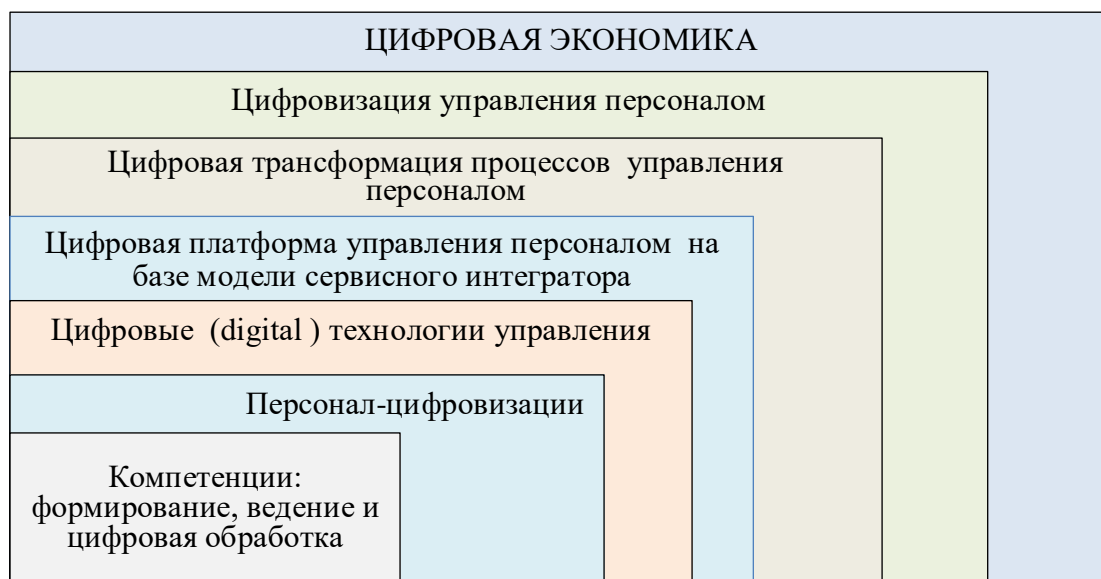 ЦИФРОВАЯ ЭКОНОМИКА
Цифровизация управления персоналом
Цифровая трансформация процессов управления
персоналом
Цифровая платформа управления персоналом на
базе модели сервисного интегратора
Цифровые (digital ) технологии управления
Персонал-цифровизации
Компетенции:
формирование, ведение и
цифровая обработка